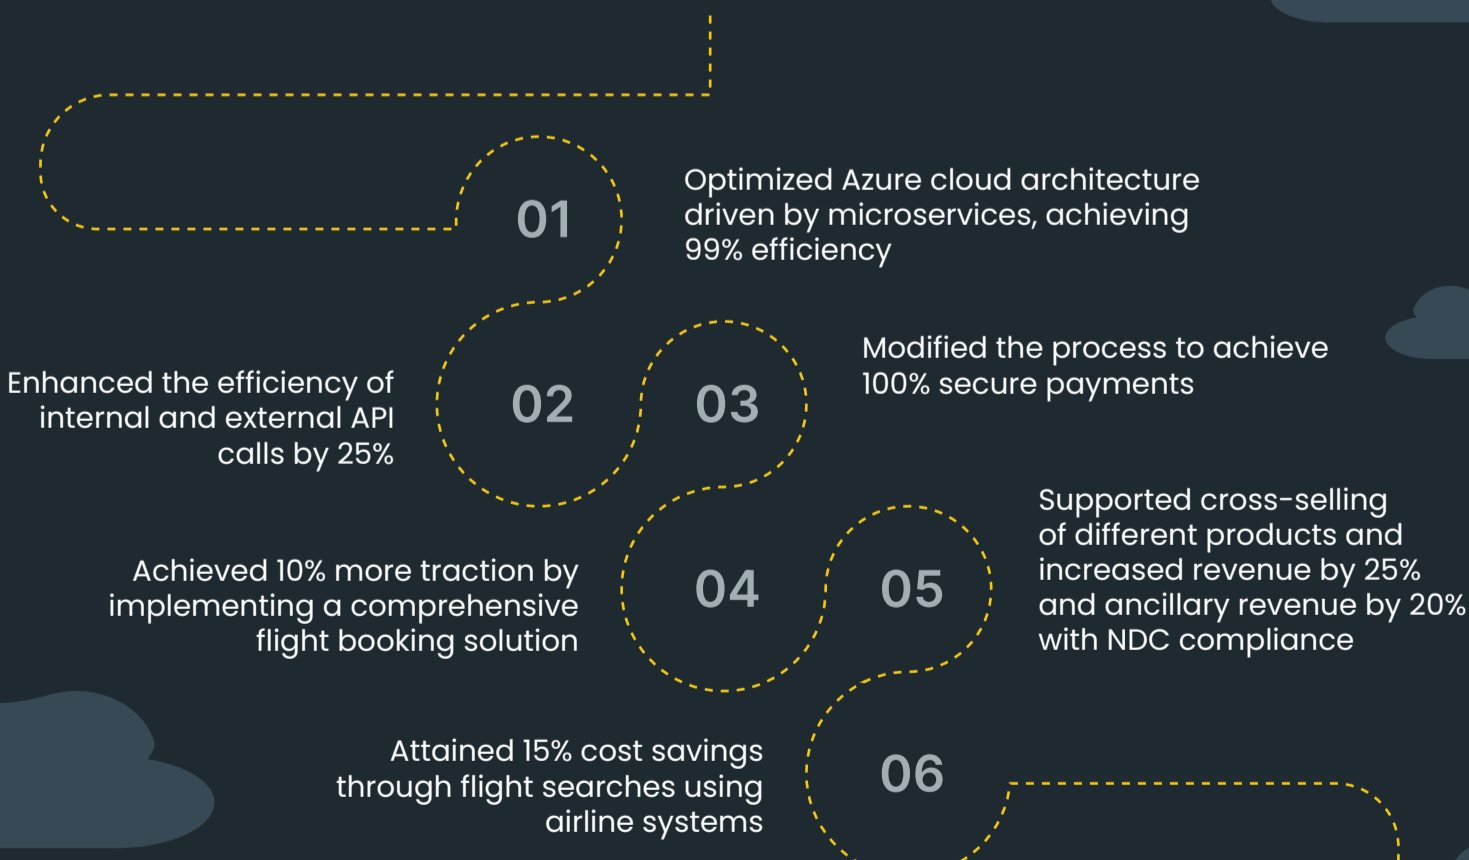 01
Optimized Azure cloud architecture
driven by microservices, achieving
99% efficiency
Enhanced the efficiency of
internal and external API
calls by 25%
02
03
Modified the process to achieve
100% secure payments
Achieved 10% more traction by
implementing a comprehensive
flight booking solution
04
05
Supported cross-selling
of different products and
increased revenue by 25%
and ancillary revenue by 20%
with NDC compliance
Attained 15% cost savings
through flight searches using
airline systems
06